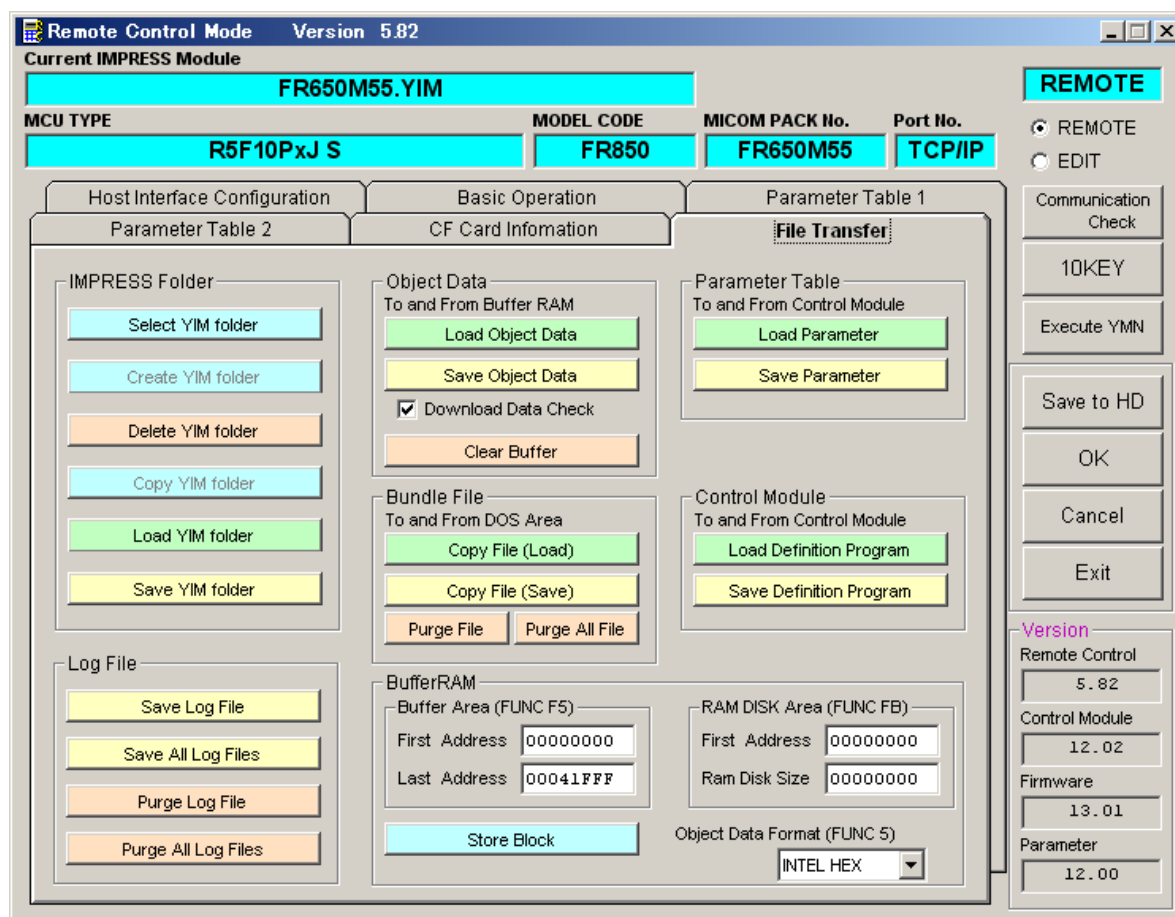 Remote Control Mode Version 5.82
Current IMPRESS Module
FR650M55.YIM
MCU TYPE
MODEL CODE
MICOM PACK No.
Port No.
R5F10PxJ S
FR850
FR650M55
TCP/IP
REMOTE
REMOTE
EDIT
Host Interface Configuration
Basic Operation
Parameter Table 1
Parameter Table 2
CF Card Infomation
File Transfer
IMPRESS Folder
Select YIM folder
Create YIM folder
Delete YIM folder
Copy YIM folder
Load YIM folder
Save YIM folder
Log File
Save Log File
Save All Log Files
Purge Log File
Purge All Log Files
Object Data
To and From Buffer RAM
Load Object Data
Save Object Data
Download Data Check
Clear Buffer
Bundle File
To and From DOS Area
Copy File (Load)
Copy File (Save)
Purge File
Purge All File
Parameter Table
To and From Control Module
Load Parameter
Save Parameter
Control Module
To and From Control Module
Load Definition Program
Save Definition Program
BufferRAM
Buffer Area (FUNC F5)
First Address 00000000
Last Address 00041FFF
RAM DISK Area (FUNC FB)
First Address 00000000
Ram Disk Size 00000000
Store Block
Object Data Format (FUNC 5)
INTEL HEX
Communication
Check
10KEY
Execute YMN
Save to HD
OK
Cancel
Exit
Version
Remote Control
5.82
Control Module
12.02
Firmware
13.01
Parameter
12.00